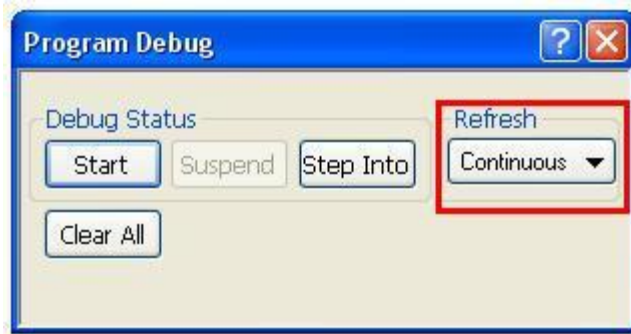 Program Debug
?
Debug Status
Refresh
Start
Suspend
Step Into
Continuous
Clear All